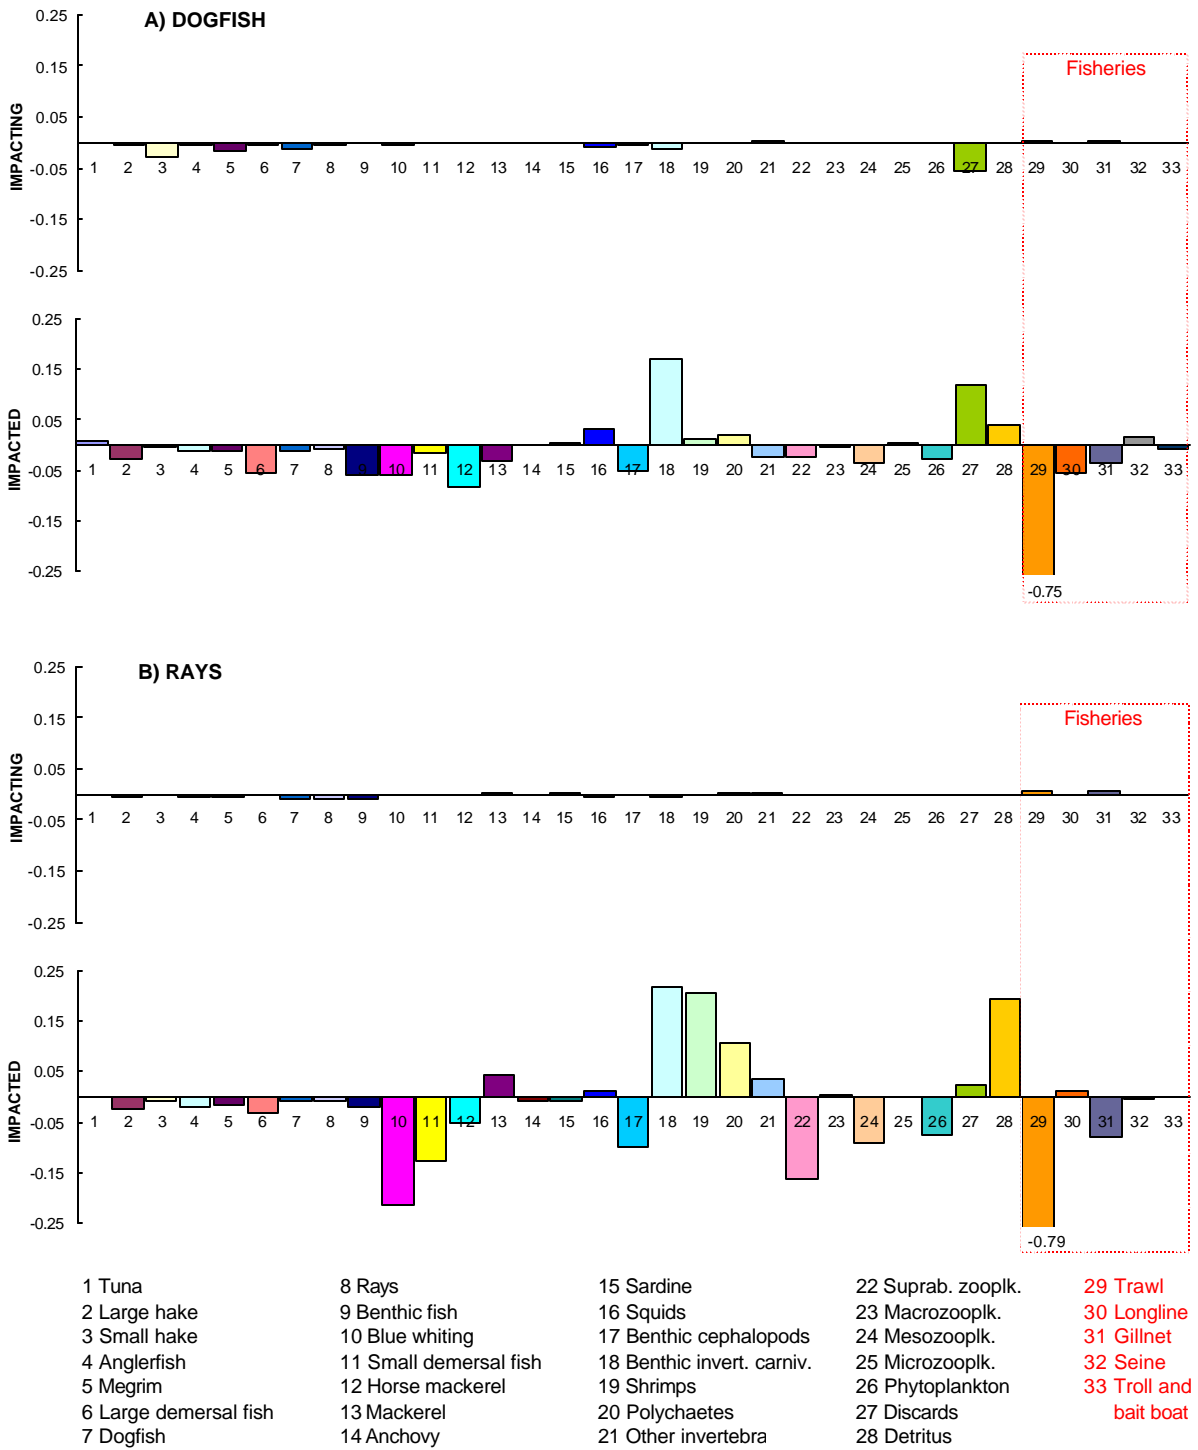 A) DOGFISH
0.25
0.15
0.05
-0.05
-0.15
-0.25
IMPACTING
Fisheries
1 2 3 4 5 6 7 8 9 10 11 12 13 14 15 16 17 18 19 20 21 22 23 24 25 26 27 28 29 30 31 32 33
0.25
0.15
0.05
-0.05
-0.15
-0.25
IMPACTED
1 2 3 4 5 6 7 8 9 10 11 12 13 14 15 16 17 18 19 20 21 22 23 24 25 26 27 28 29 30 31 32 33
-0.75
B) RAYS
0.25
0.15
0.05
-0.05
-0.15
-0.25
IMPACTING
Fisheries
1 2 3 4 5 6 7 8 9 10 11 12 13 14 15 16 17 18 19 20 21 22 23 24 25 26 27 28 29 30 31 32 33
0.25
0.15
0.05
-0.05
-0.15
-0.25
IMPACTED
1 2 3 4 5 6 7 8 9 10 11 12 13 14 15 16 17 18 19 20 21 22 23 24 25 26 27 28 29 30 31 32 33
-0.79
1 Tuna
2 Large hake
3 Small hake
4 Anglerfish
5 Megrim
6 Large demersal fish
7 Dogfish
8 Rays
9 Benthic fish
10 Blue whiting
11 Small demersal fish
12 Horse mackerel
13 Mackerel
14 Anchovy
15 Sardine
16 Squids
17 Benthic cephalopods
18 Benthic invert. carniv.
19 Shrimps
20 Polychaetes
21 Other invertebra
22 Suprab. zooplk.
23 Macrozooplk.
24 Mesozooplk.
25 Microzooplk.
26 Phytoplankton
27 Discards
28 Detritus
29 Trawl
30 Longline
31 Gillnet
32 Seine
33 Troll and
bait boat